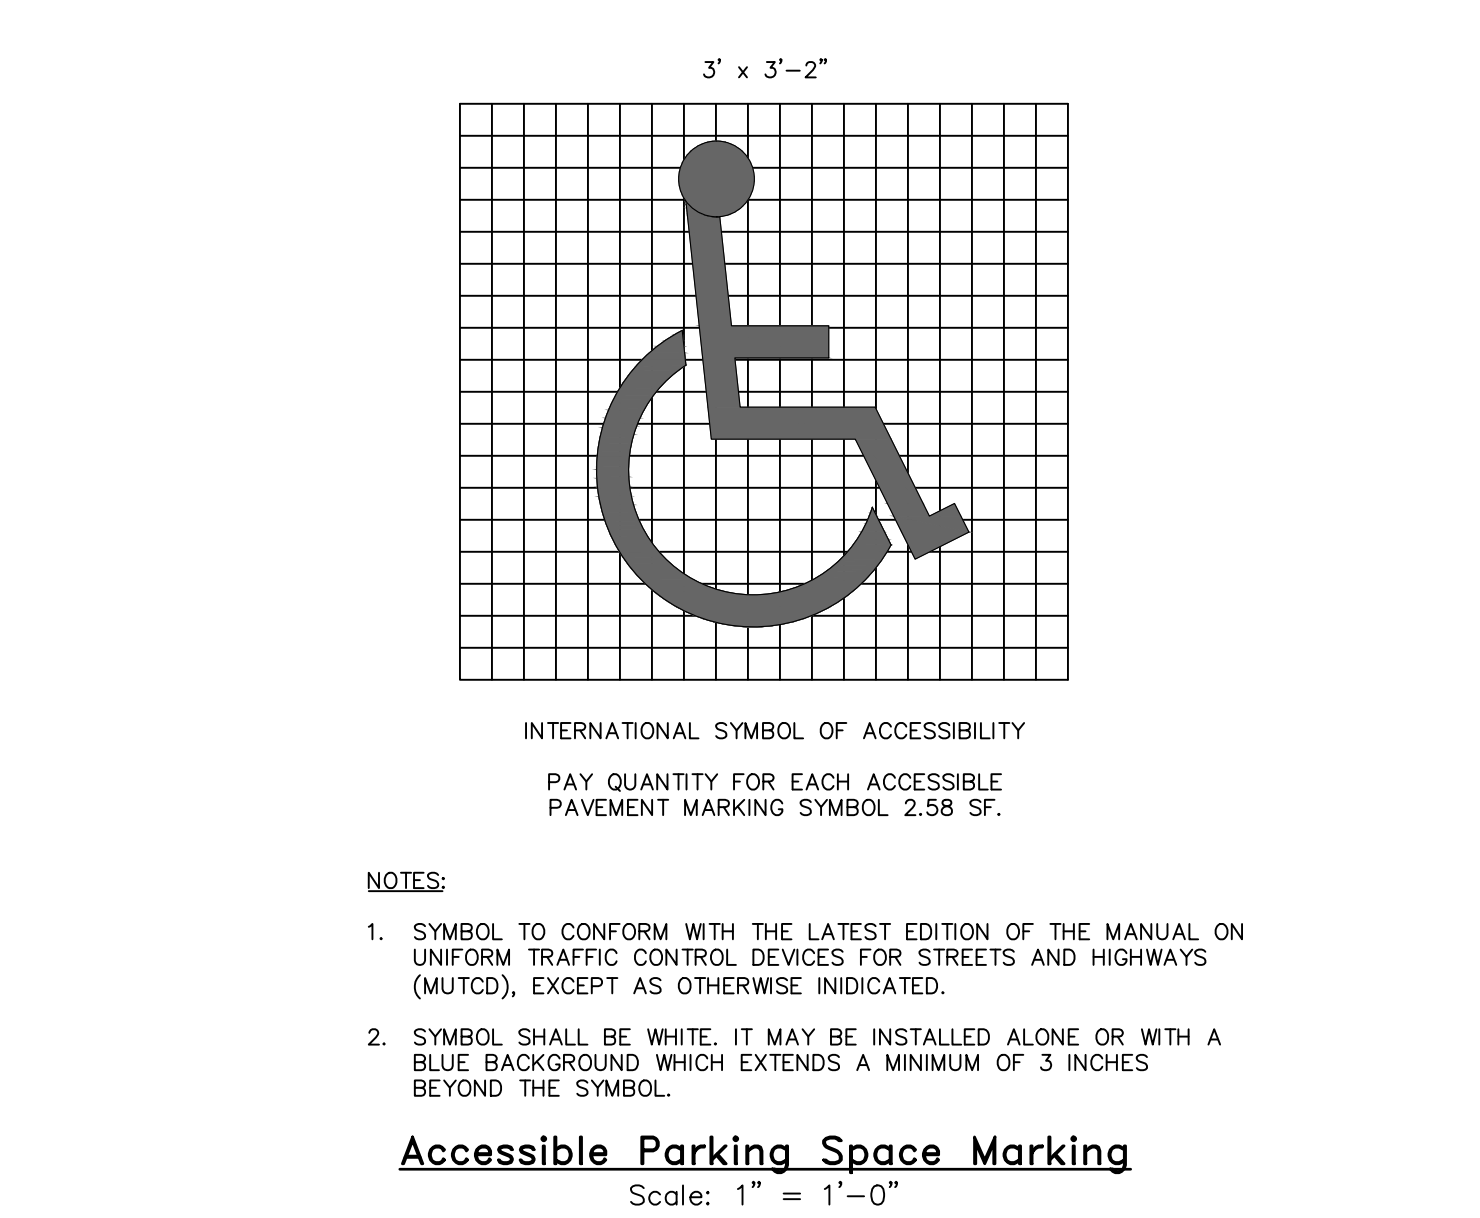 3' x 3'-2"
INTERNATIONAL SYMBOL OF ACCESSIBILITY
PAY QUANTITY FOR EACH ACCESSIBLE
PAVEMENT MARKING SYMBOL 2.58 SF.
NOTES:
1. SYMBOL TO CONFORM WITH THE LATEST EDITION OF THE MANUAL ON
UNIFORM TRAFFIC CONTROL DEVICES FOR STREETS AND HIGHWAYS
(MUTCD), EXCEPT AS OTHERWISE INIDICATED.
2. SYMBOL SHALL BE WHITE. IT MAY BE INSTALLED ALONE OR WITH A
BLUE BACKGROUND WHICH EXTENDS A MINIMUM OF 3 INCHES
BEYOND THE SYMBOL.
Accessible Parking Space Marking
Scale: 1" = 1'-0"